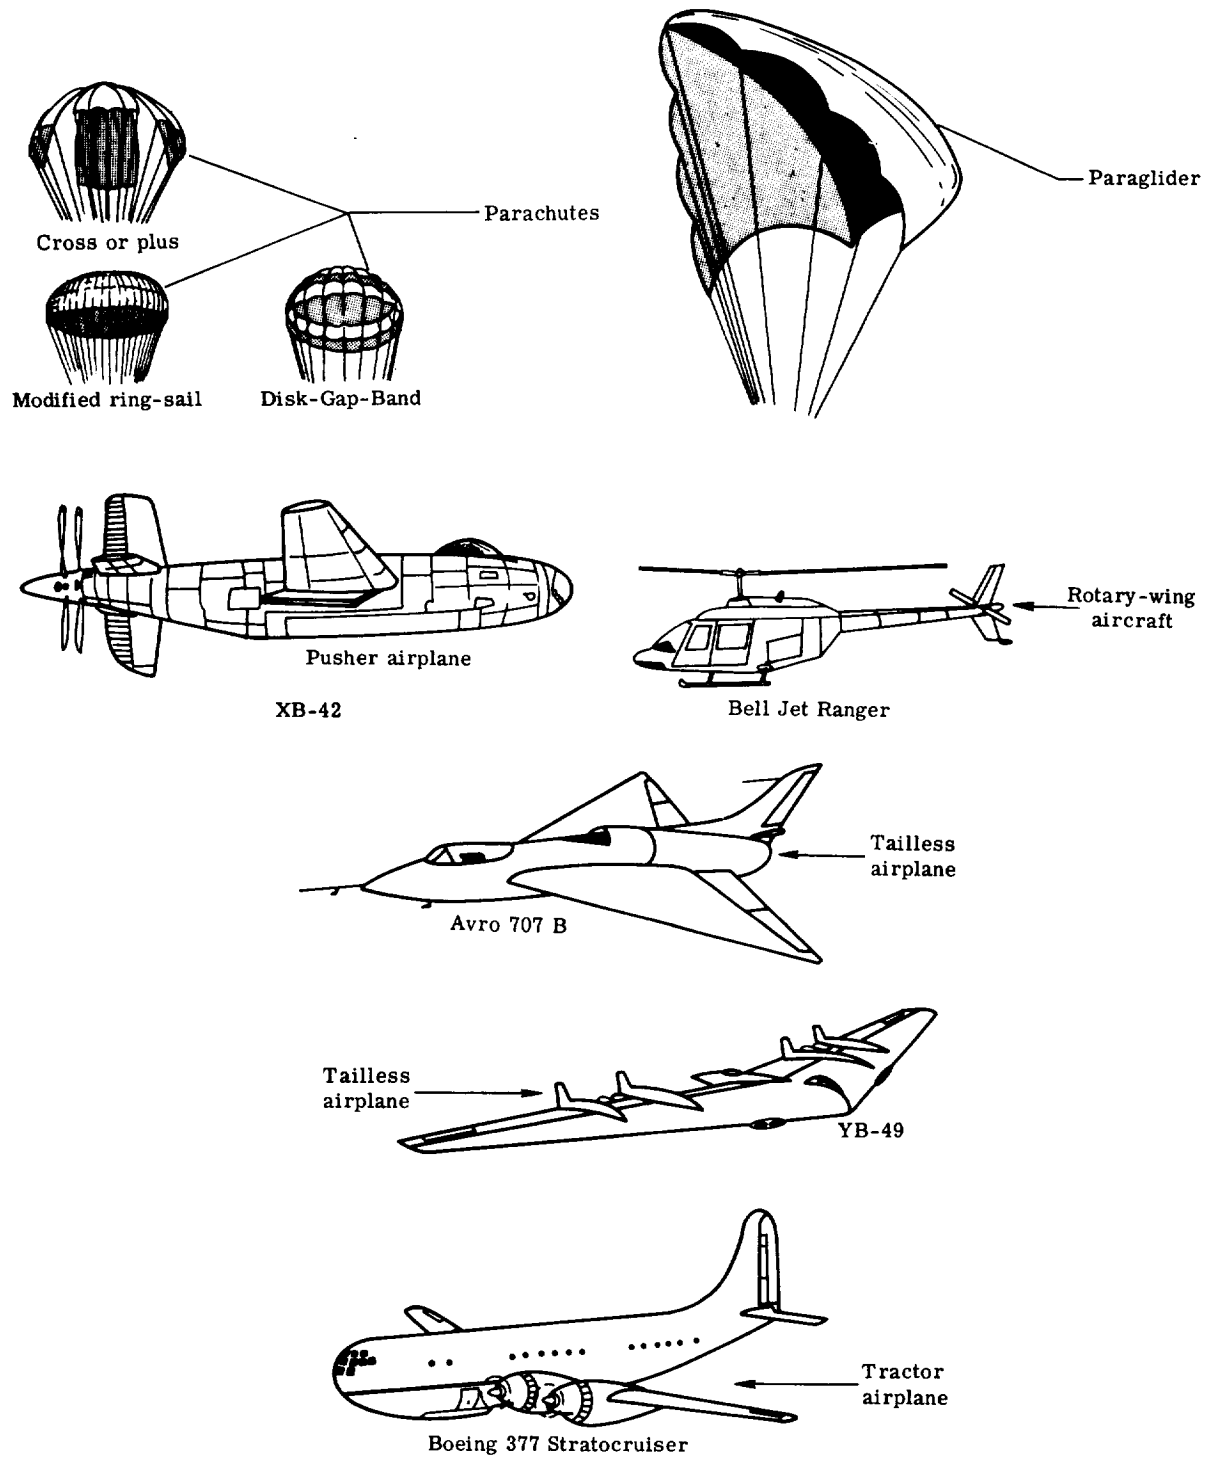 Paraglider
Parachutes
Cross or plus
Modified ring-sail
Disk-Gap-Band
Rotary-wing
aircraft
Pusher airplane
XB-42
Bell Jet Ranger
Tailless
airplane
Avro 707 B
Tailless
airplane
YB-49
Tractor
airplane
Boeing 377 Stratocruiser